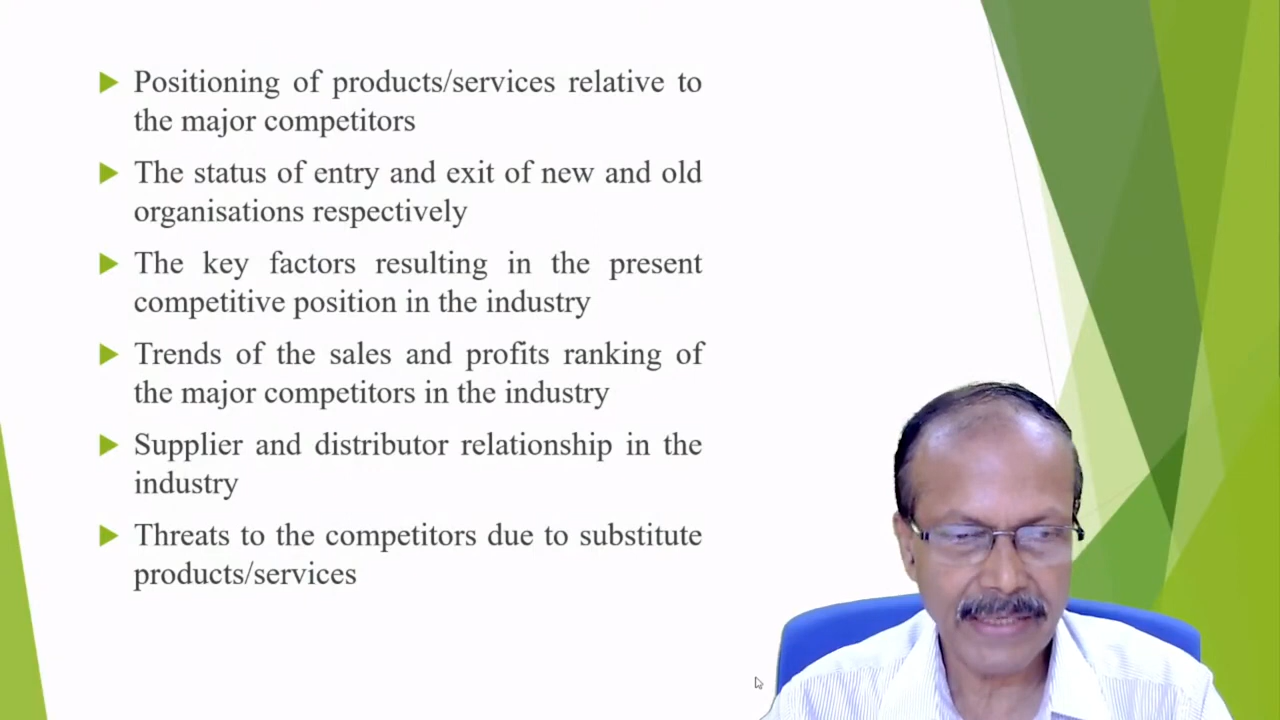 Positioning of products/services relative to
the major competitors
The status of entry and exit of new and old
organisations respectively
The key factors resulting in the present
competitive position in the industry
Trends of the sales and profits ranking of
the major competitors in the industry
Supplier and distributor relationship in the
industry
Threats to the competitors due to substitute
products/services